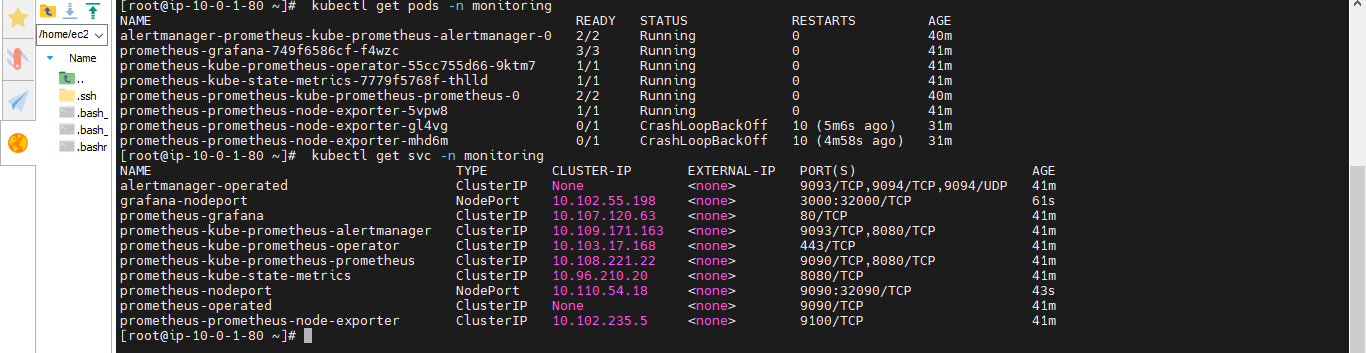 /home/ec2
Name
..
.ssh
.bash_
.bash_
.bashr
[root@ip-10-0-1-80 ~]# kubectl get pods -n monitoring
NAME READY STATUS RESTARTS AGE
alertmanager-prometheus-kube-prometheus-alertmanager-0 2/2 Running 0 40m
prometheus-grafana-749f6586cf-f4wzc 3/3 Running 0 41m
prometheus-kube-prometheus-operator-55cc755d66-9ktm7 1/1 Running 0 41m
prometheus-kube-state-metrics-7779f5768f-thlld 1/1 Running 0 41m
prometheus-prometheus-kube-prometheus-prometheus-0 2/2 Running 0 40m
prometheus-prometheus-node-exporter-5vpw8 1/1 Running 0 41m
prometheus-prometheus-node-exporter-gl4vg 0/1 CrashLoopBackOff 10 (5m6s ago) 31m
prometheus-prometheus-node-exporter-mhd6m 0/1 CrashLoopBackOff 10 (4m58s ago) 31m
[root@ip-10-0-1-80 ~]# kubectl get svc -n monitoring
NAME TYPE CLUSTER-IP EXTERNAL-IP PORT(S) AGE
alertmanager-operated ClusterIP None <none> 9093/TCP,9094/TCP,9094/UDP 41m
grafana-nodeport NodePort 10.102.55.198 <none> 3000:32000/TCP 61s
prometheus-grafana ClusterIP 10.107.120.63 <none> 80/TCP 41m
prometheus-kube-prometheus-alertmanager ClusterIP 10.109.171.163 <none> 9093/TCP,8080/TCP 41m
prometheus-kube-prometheus-operator ClusterIP 10.103.17.168 <none> 443/TCP 41m
prometheus-kube-prometheus-prometheus ClusterIP 10.108.221.22 <none> 9090/TCP,8080/TCP 41m
prometheus-kube-state-metrics ClusterIP 10.96.210.20 <none> 8080/TCP 41m
prometheus-nodeport NodePort 10.110.54.18 <none> 9090:32090/TCP 43s
prometheus-operated ClusterIP None <none> 9090/TCP 41m
prometheus-prometheus-node-exporter ClusterIP 10.102.235.5 <none> 9100/TCP 41m
[root@ip-10-0-1-80 ~]#